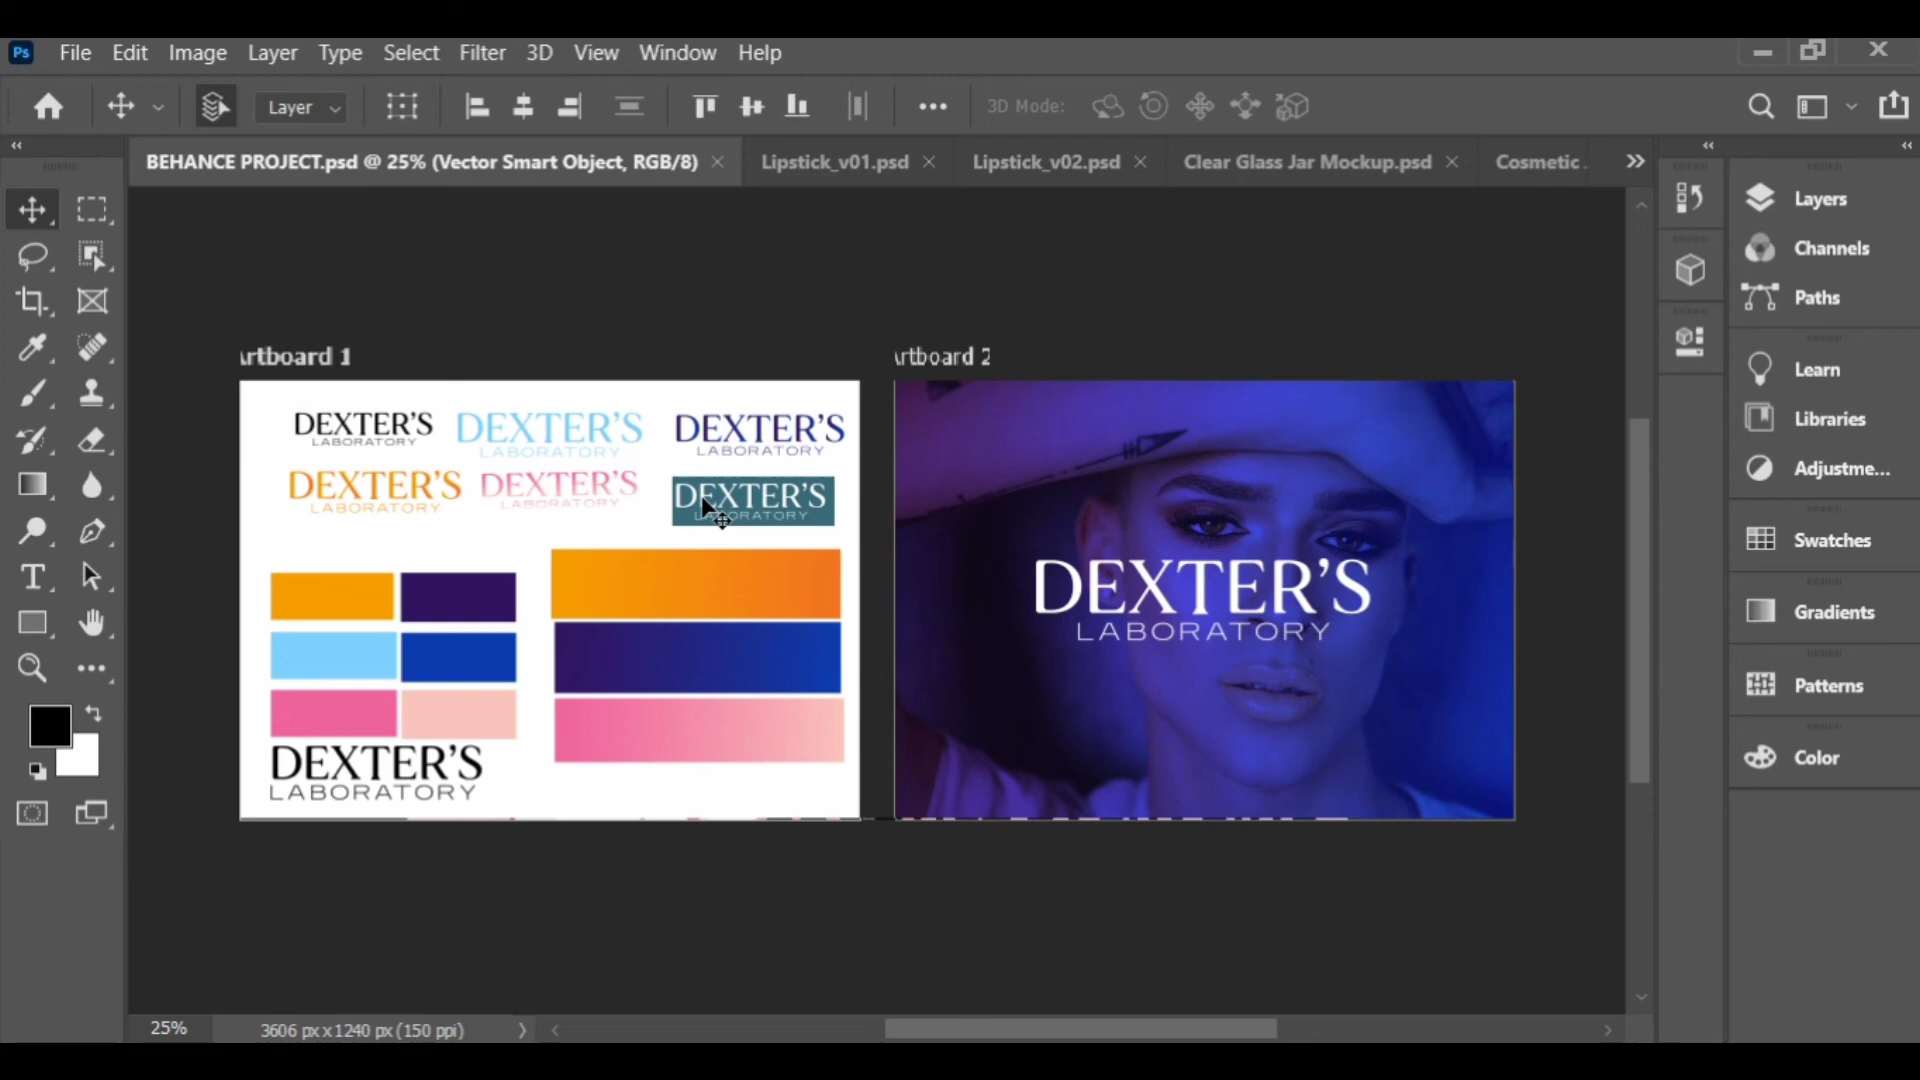 Ps File Edit Image Layer Type Select Filter 3D View Window Help
Layer 3D Mode:
BEHANCE PROJECT.psd @ 25% (Vector Smart Object, RGB/8) Lipstick_v01.psd Lipstick_v02.psd Clear Glass Jar Mockup.psd Cosmetic
Layers
Channels
Paths
Learn
Libraries
Adjustme...
Swatches
Gradients
Patterns
Color
rtboard 1
DEXTER'S
LABORATORY
DEXTER'S
LABORATORY
DEXTER'S
LABORATORY
DEXTER'S
LABORATORY
DEXTER'S
LABORATORY
DEXTER'S
LABORATORY
DEXTER'S
LABORATORY
rtboard 2
DEXTER'S
LABORATORY
25% 3606 px x 1240 px (150 ppi)